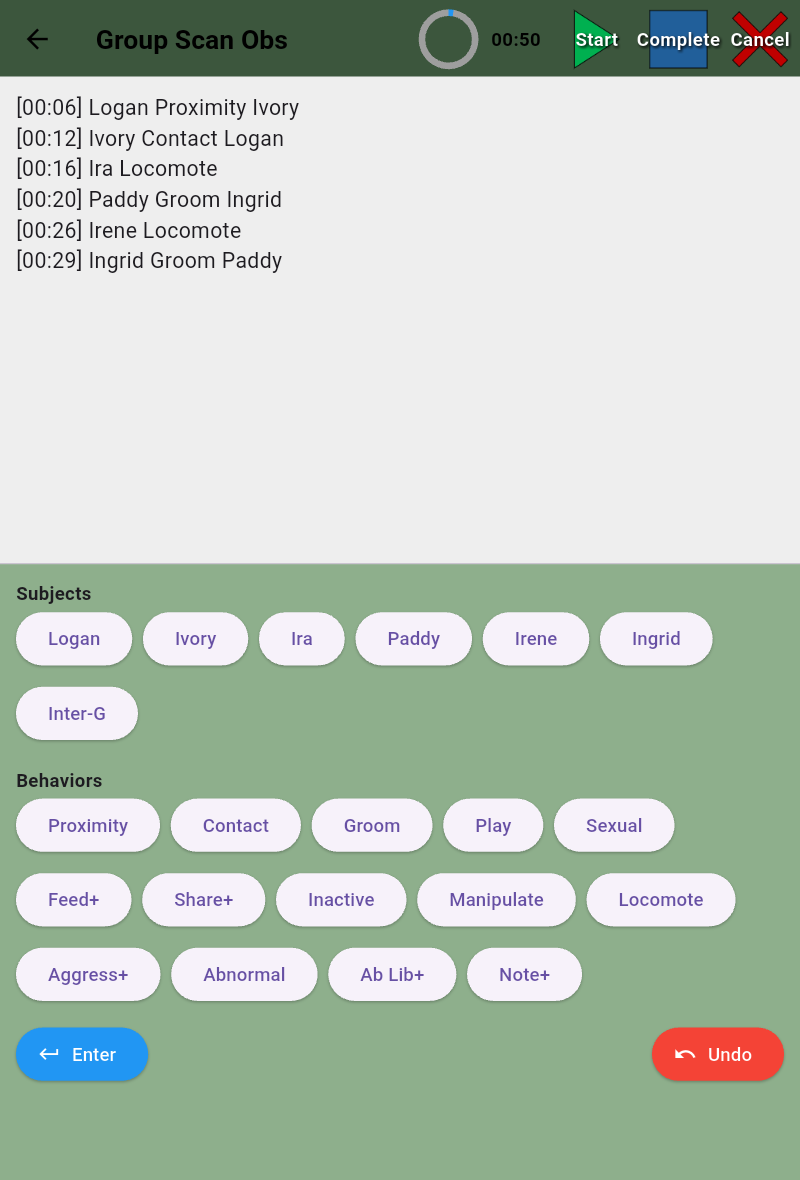 Group Scan Obs 00:50 Start Complete Cancel
[00:06] Logan Proximity Ivory
[00:12] Ivory Contact Logan
[00:16] Ira Locomote
[00:20] Paddy Groom Ingrid
[00:26] Irene Locomote
[00:29] Ingrid Groom Paddy
Subjects
Logan Ivory Ira Paddy Irene Ingrid
Inter-G
Behaviors
Proximity Contact Groom Play Sexual
Feed+ Share+ Inactive Manipulate Locomote
Aggress+ Abnormal Ab Lib+ Note+
Enter Undo